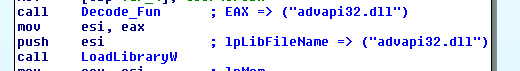 call    Decode_Fun      ; EAX => ("advapi32.dll")
mov     esi, eax
push    esi             ; lpLibFileName => ("advapi32.dll")
call    LoadLibraryW